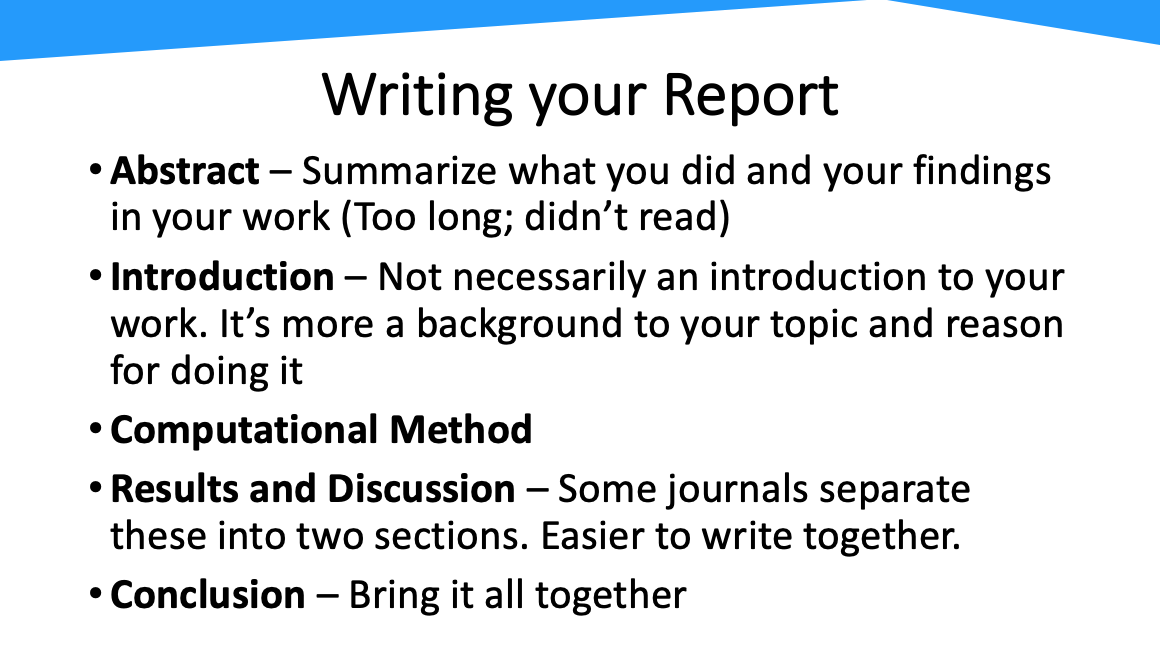 Writing your Report
• Abstract – Summarize what you did and your findings
in your work (Too long; didn’t read)
• Introduction – Not necessarily an introduction to your
work. It’s more a background to your topic and reason
for doing it
• Computational Method
• Results and Discussion – Some journals separate
these into two sections. Easier to write together.
• Conclusion – Bring it all together